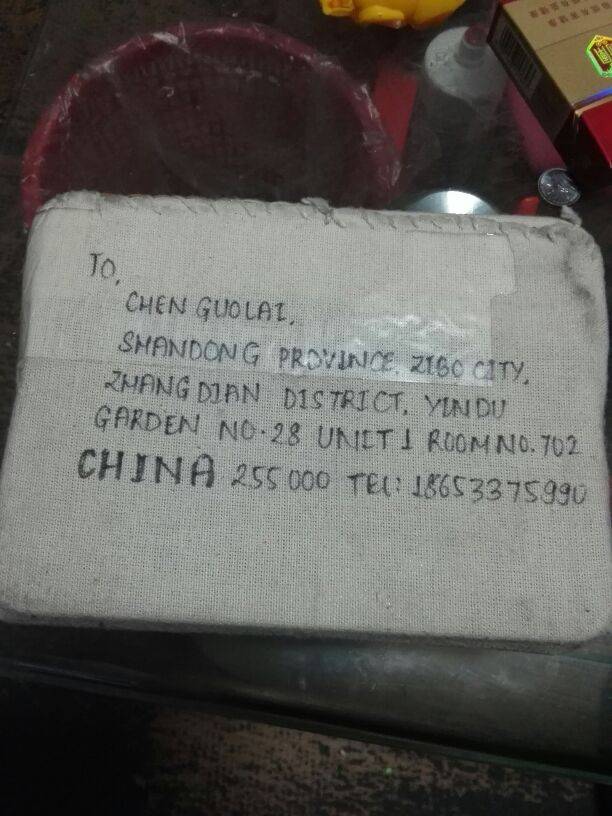 TO,
CHEN GUOLAI,
SHANDONG PROVINCE, ZIBO CITY,
ZHANGDIAN DISTRICT, YINDU
GARDEN NO.28 UNIT 1 ROOM NO.702
CHINA 255000 TEL: 18653375990